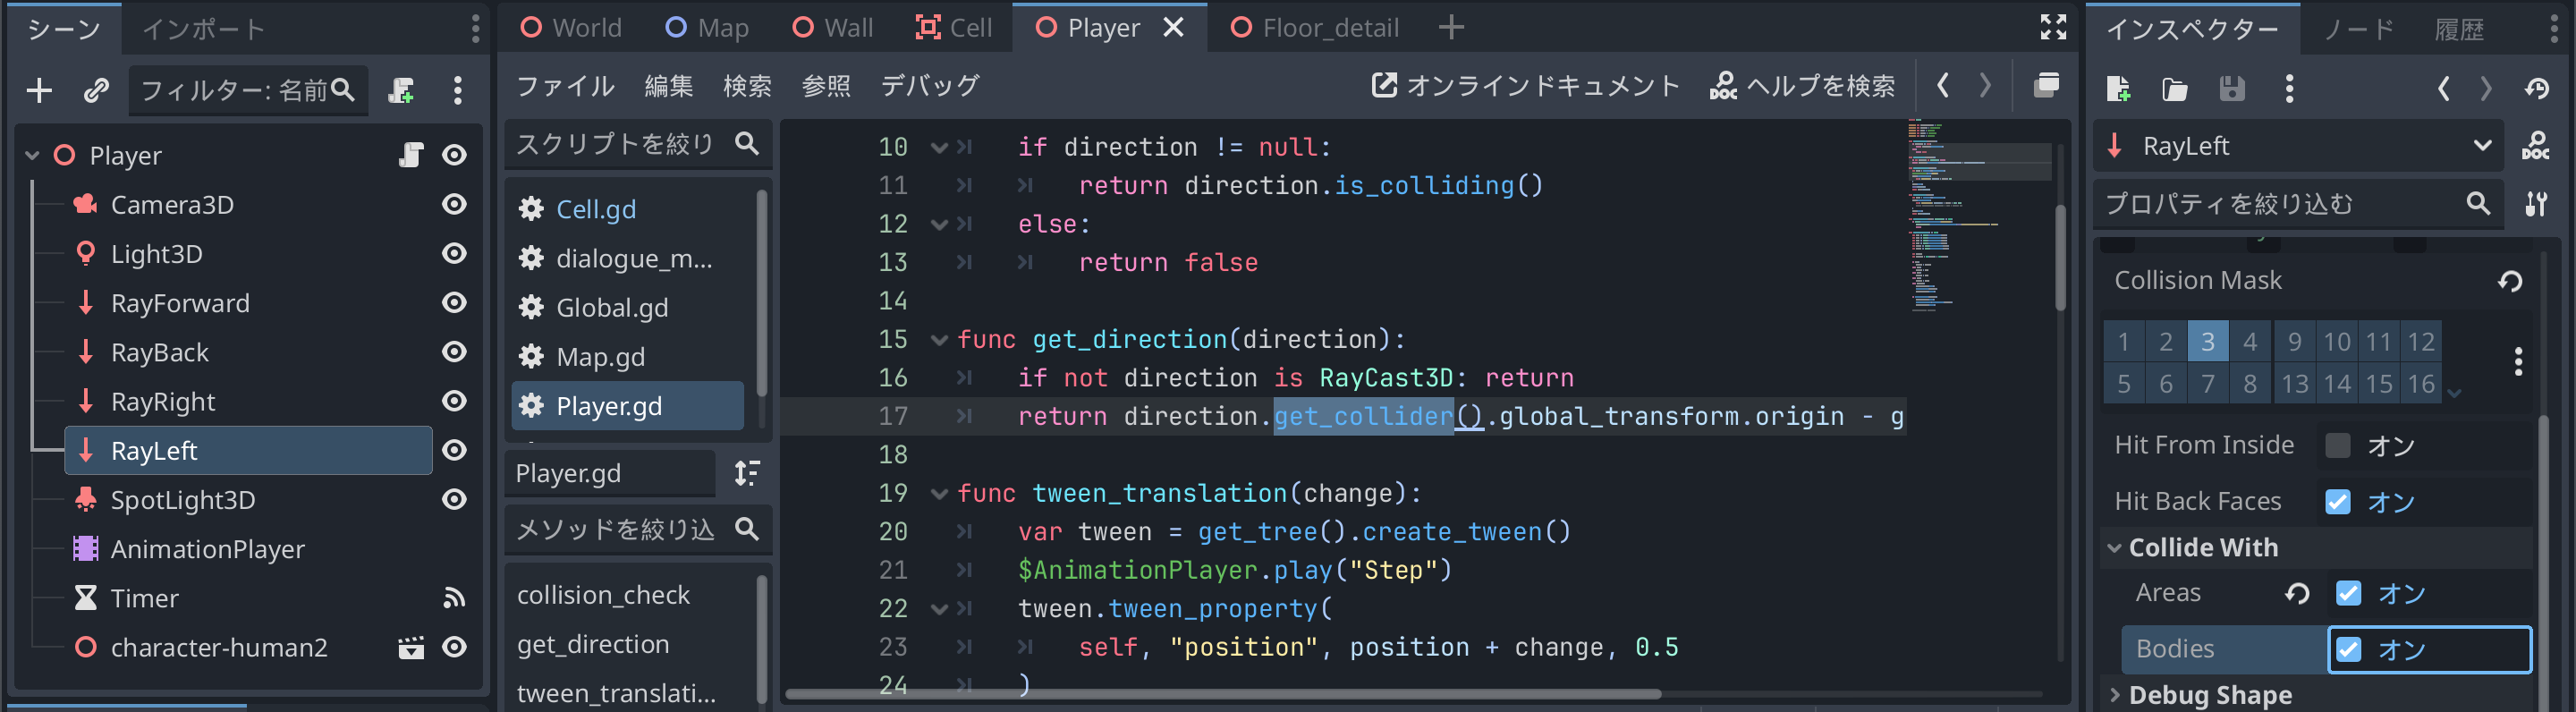 シーン
インポート
フィルター: 名前
Player
Camera3D
Light3D
RayForward
RayBack
RayRight
RayLeft
SpotLight3D
AnimationPlayer
Timer
character-human2
World
Map
Wall
Cell
Player
Floor_detail
ファイル 編集 検索 参照 デバッグ
オンラインドキュメント
DOC ヘルプを検索
スクリプトを絞り
Cell.gd
dialogue_m...
Global.gd
Map.gd
Player.gd
Player.gd
メソッドを絞り込
collision_check
get_direction
tween_translati...
10 if direction != null:
11 return direction.is_colliding()
12 else:
13 return false
14
15 func get_direction(direction):
16 if not direction is RayCast3D: return
17 return direction.get_collider().global_transform.origin - g
18
19 func tween_translation(change):
20 var tween = get_tree().create_tween()
21 $AnimationPlayer.play("Step")
22 tween.tween_property(
23 self, "position", position + change, 0.5
24 )
インスペクター
ノード
履歴
RayLeft
DOC
プロパティを絞り込む
Collision Mask
1 2 3 4 9 10 11 12
5 6 7 8 13 14 15 16
Hit From Inside オン
Hit Back Faces オン
Collide With
Areas オン
Bodies オン
Debug Shape